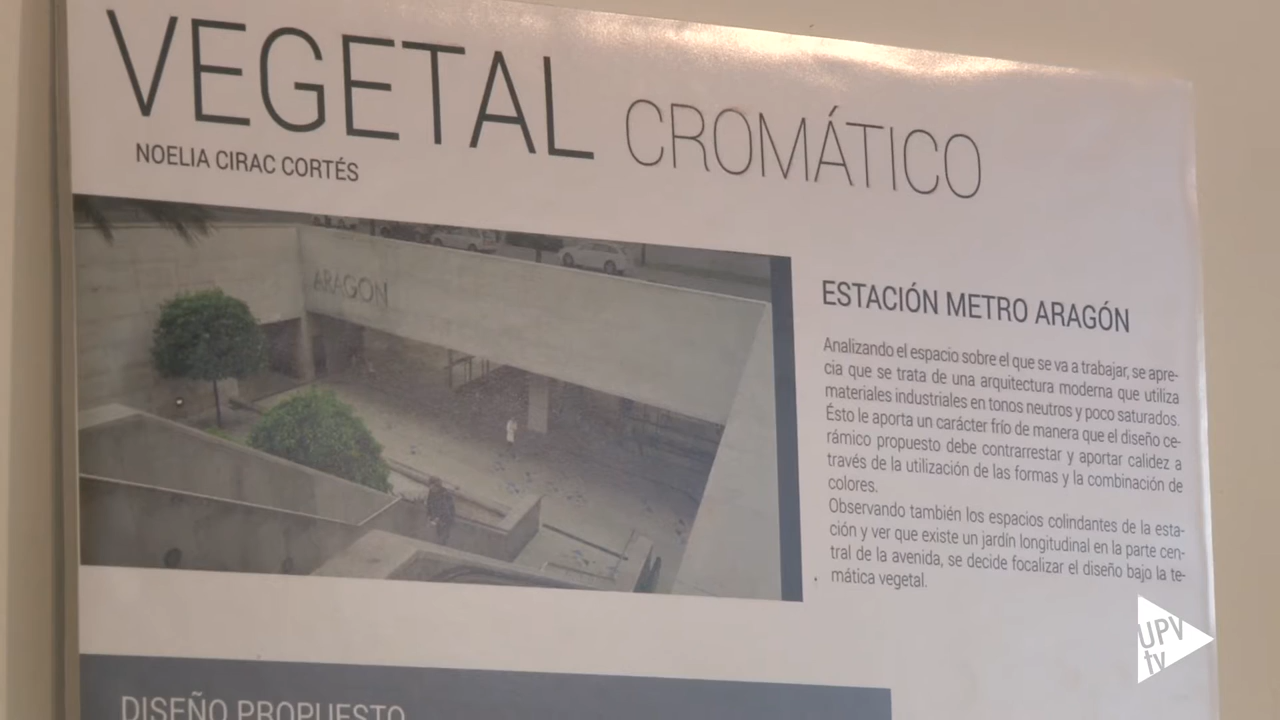 VEGETAL CROMÁTICO
NOELIA CIRAC CORTÉS
ARAGON
ESTACIÓN METRO ARAGÓN
Analizando el espacio sobre el que se va a trabajar, se apre-
cia que se trata de una arquitectura moderna que utiliza
materiales industriales en tonos neutros y poco saturados.
Ésto le aporta un carácter frío de manera que el diseño ce-
rámico propuesto debe contrarrestar y aportar calidez a
través de la utilización de las formas y la combinación de
colores.
Observando también los espacios colindantes de la esta-
ción y ver que existe un jardín longitudinal en la parte cen-
tral de la avenida, se decide focalizar el diseño bajo la te-
mática vegetal.
DISEÑO PROPUESTO
UPV
tv